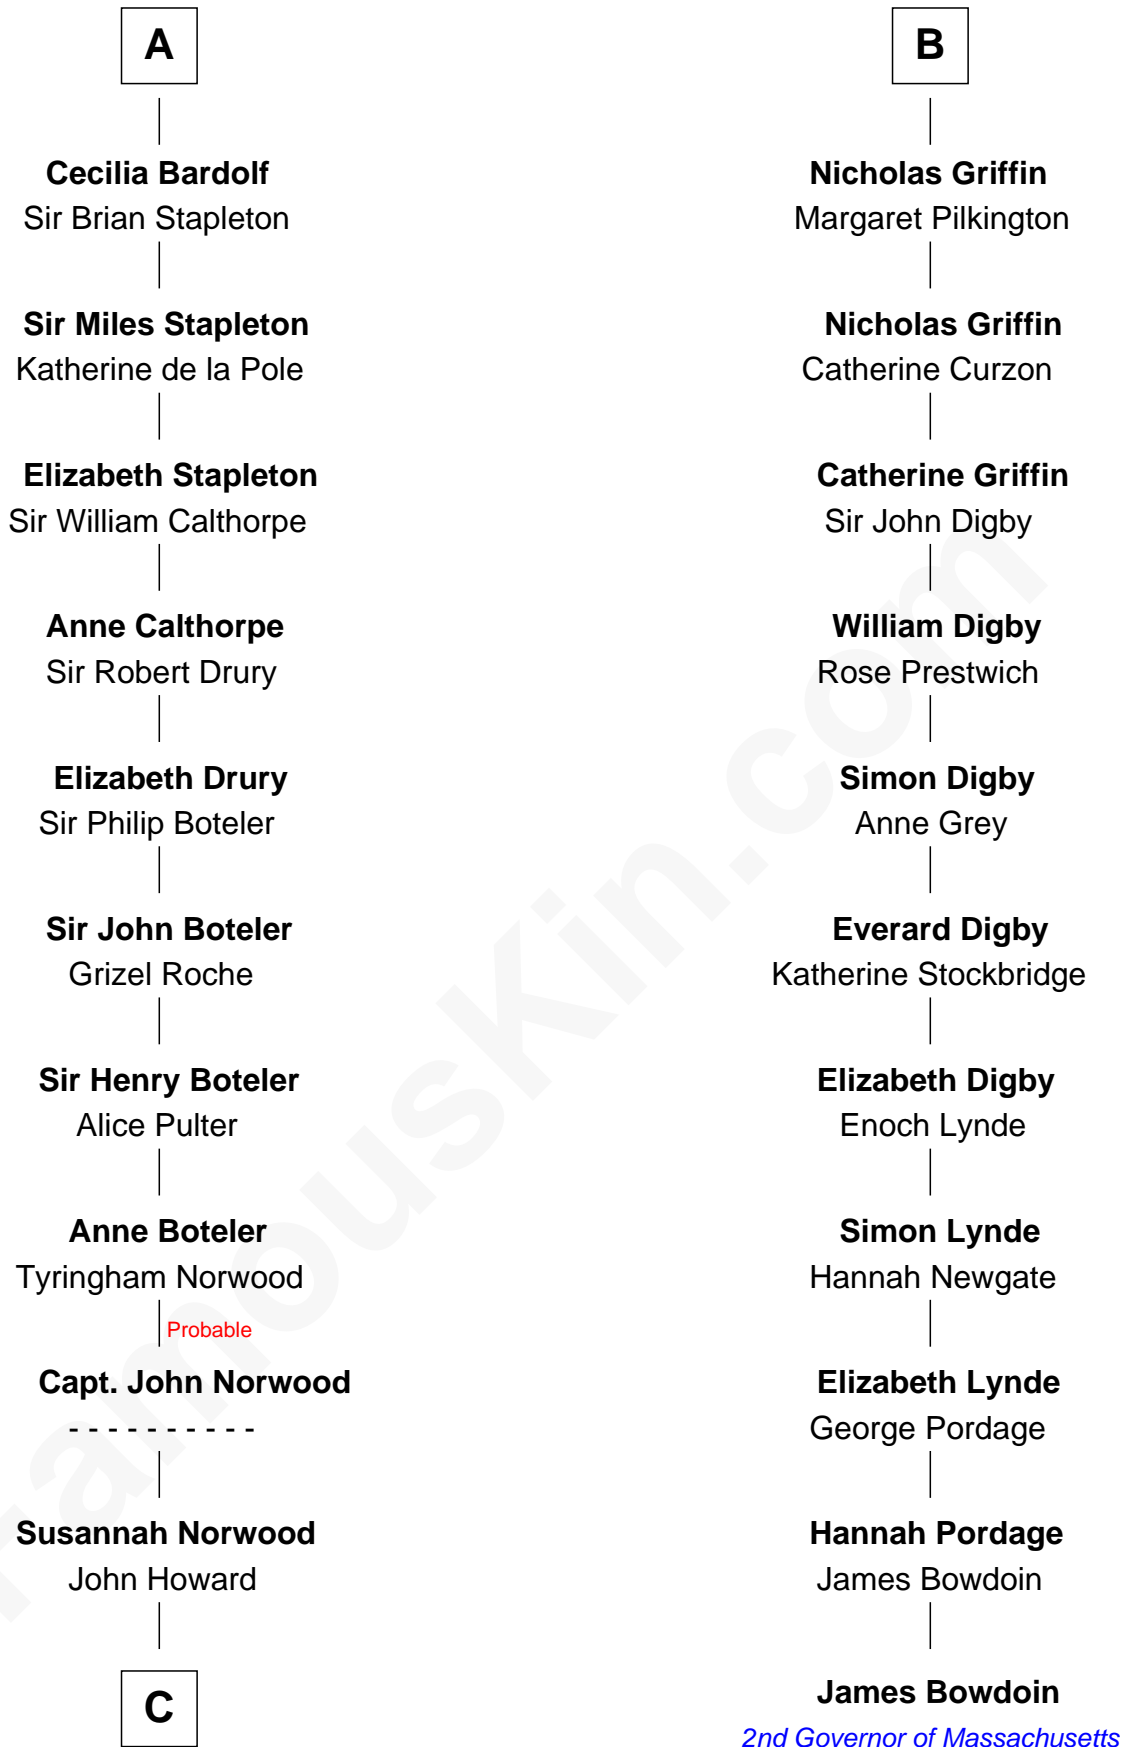 A
Cecilia Bardolf
Sir Brian Stapleton
Sir Miles Stapleton
Katherine de la Pole
Elizabeth Stapleton
Sir William Calthorpe
Anne Calthorpe
Sir Robert Drury
Elizabeth Drury
Sir Philip Boteler
Sir John Boteler
Grizel Roche
Sir Henry Boteler
Alice Pulter
Anne Boteler
Tyringham Norwood
Probable
Capt. John Norwood
- - - - - - - - - -
Susannah Norwood
John Howard
C
B
Nicholas Griffin
Margaret Pilkington
Nicholas Griffin
Catherine Curzon
Catherine Griffin
Sir John Digby
William Digby
Rose Prestwich
Simon Digby
Anne Grey
Everard Digby
Katherine Stockbridge
Elizabeth Digby
Enoch Lynde
Simon Lynde
Hannah Newgate
Elizabeth Lynde
George Pordage
Hannah Pordage
James Bowdoin
James Bowdoin
2nd Governor of Massachusetts
FamousKin.com